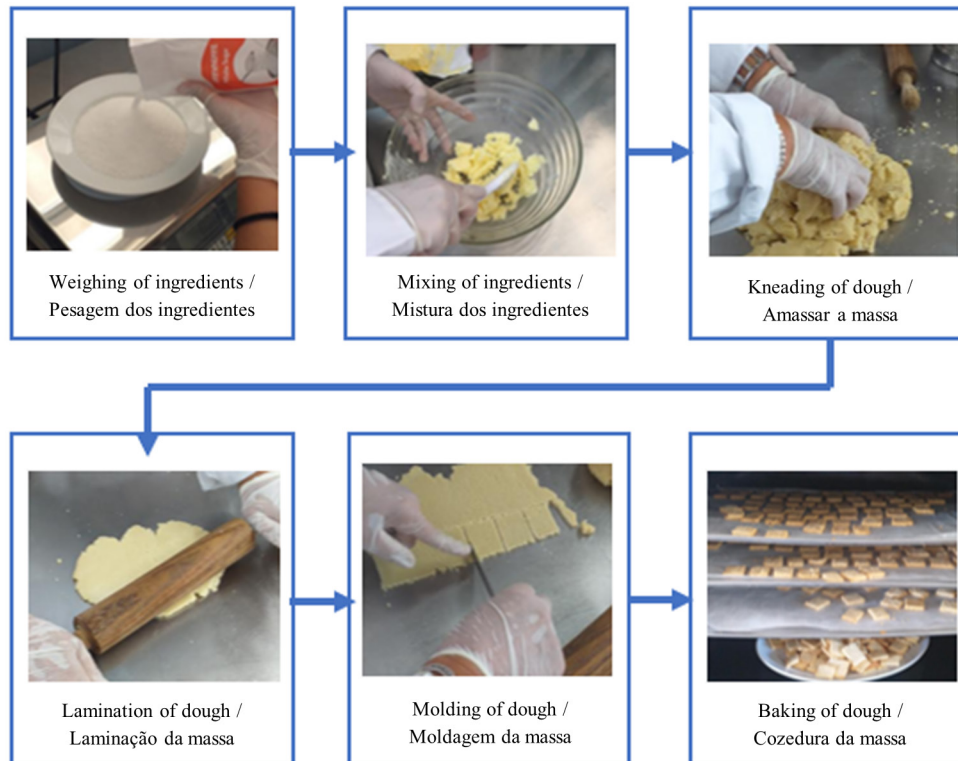 Weighing of ingredients /
Pesagem dos ingredientes
Mixing of ingredients /
Mistura dos ingredientes
Kneading of dough /
Amassar a massa
Lamination of dough /
Laminação da massa
Molding of dough /
Moldagem da massa
Baking of dough /
Cozedura da massa